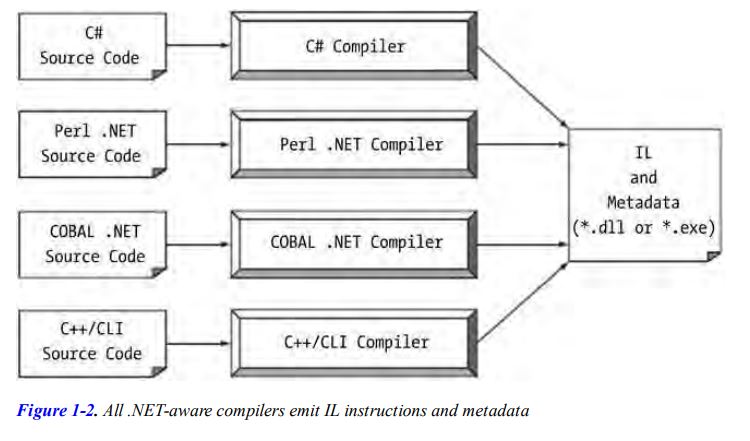 C#
Source Code
C# Compiler
Perl .NET
Source Code
Perl .NET Compiler
IL
and
Metadata
(*.dll or *.exe)
COBAL .NET
Source Code
COBAL .NET Compiler
C++/CLI
Source Code
C++/CLI Compiler
Figure 1-2. All .NET-aware compilers emit IL instructions and metadata